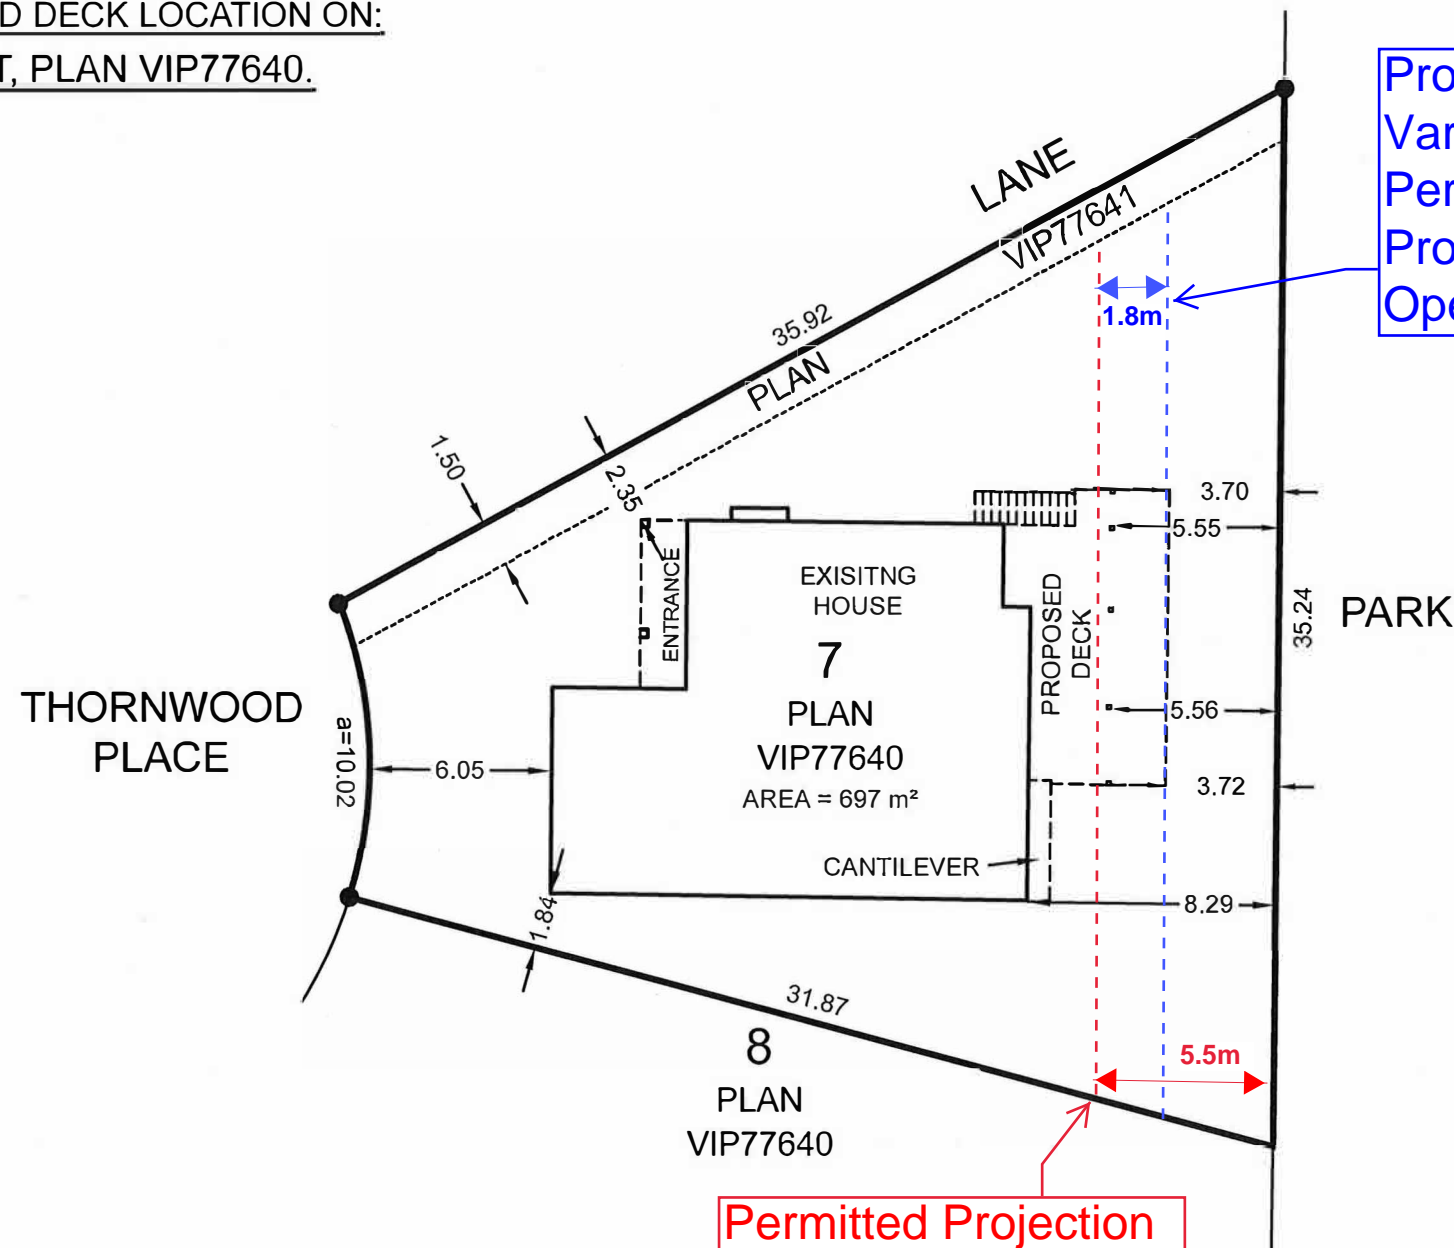 D DECK LOCATION ON:
T, PLAN VIP77640.
Pro
Var
Per
Pro
Ope
LANE
VIP77641
35.92
PLAN
1.8m
1.50
2.35
3.70
5.55
ENTRANCE
EXISITNG
HOUSE
7
PLAN
VIP77640
AREA = 697 m²
PROPOSED
DECK
35.24
PARK
THORNWOOD
PLACE
a=10.02
6.05
5.56
3.72
CANTILEVER
8.29
1.84
31.87
8
PLAN
VIP77640
5.5m
Permitted Projection